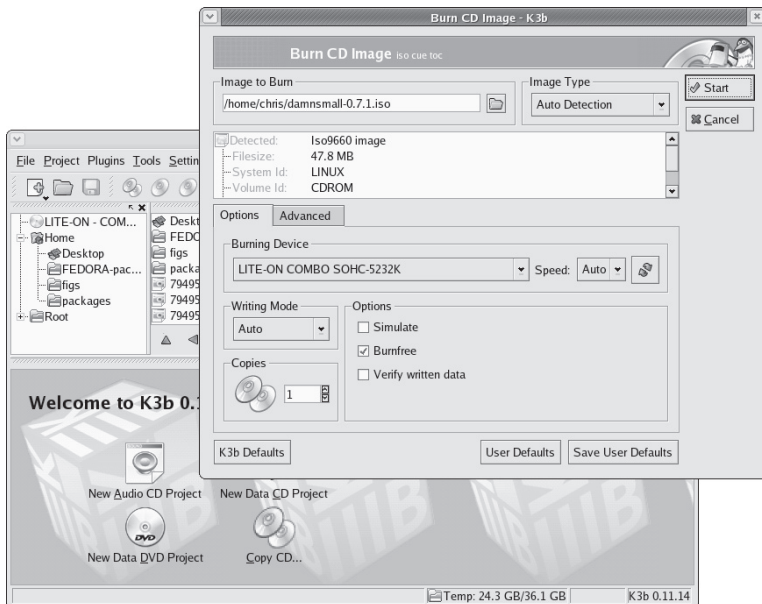 Burn CD Image - K3b
Burn CD Image iso cue toc
Image to Burn
/home/chris/damnsmall-0.7.1.iso
Image Type
Auto Detection
Start
Cancel
Detected: Iso9660 image
Filesize: 47.8 MB
System Id: LINUX
Volume Id: CDROM
Options
Advanced
Burning Device
LITE-ON COMBO SOHC-5232K
Speed: Auto
Writing Mode
Auto
Copies
1
Options
Simulate
Burnfree
Verify written data
K3b Defaults
User Defaults
Save User Defaults
File Project Plugins Tools Settin
LITE-ON - COM...
Home
Desktop
FEDORA-pac...
figs
packages
Root
Deskt
FEDO
figs
packa
79495
79495
79495
Welcome to K3b 0.1
New Audio CD Project
New Data CD Project
DVD
New Data DVD Project
Copy CD...
Temp: 24.3 GB/36.1 GB
K3b 0.11.14